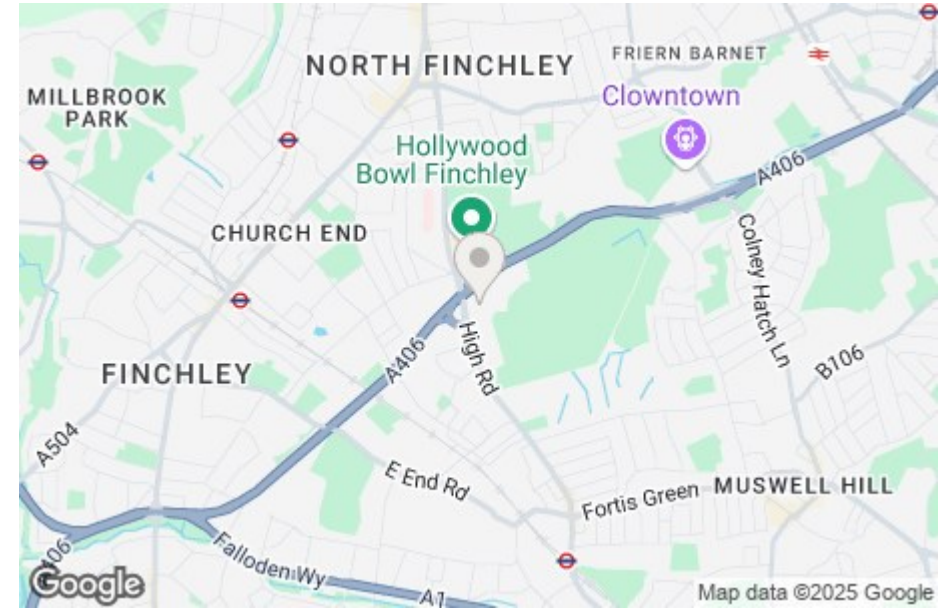 NORTH FINCHLEY
FRIERN BARNET
MILLBROOK
PARK
Clowntown
Hollywood
Bowl Finchley
A406
CHURCH END
Colney Hatch Ln
High Rd
A406
FINCHLEY
B106
A504
E End Rd
Fortis Green
MUSWELL HILL
A406
Falloden Wy
A1
Google
Map data ©2025 Google